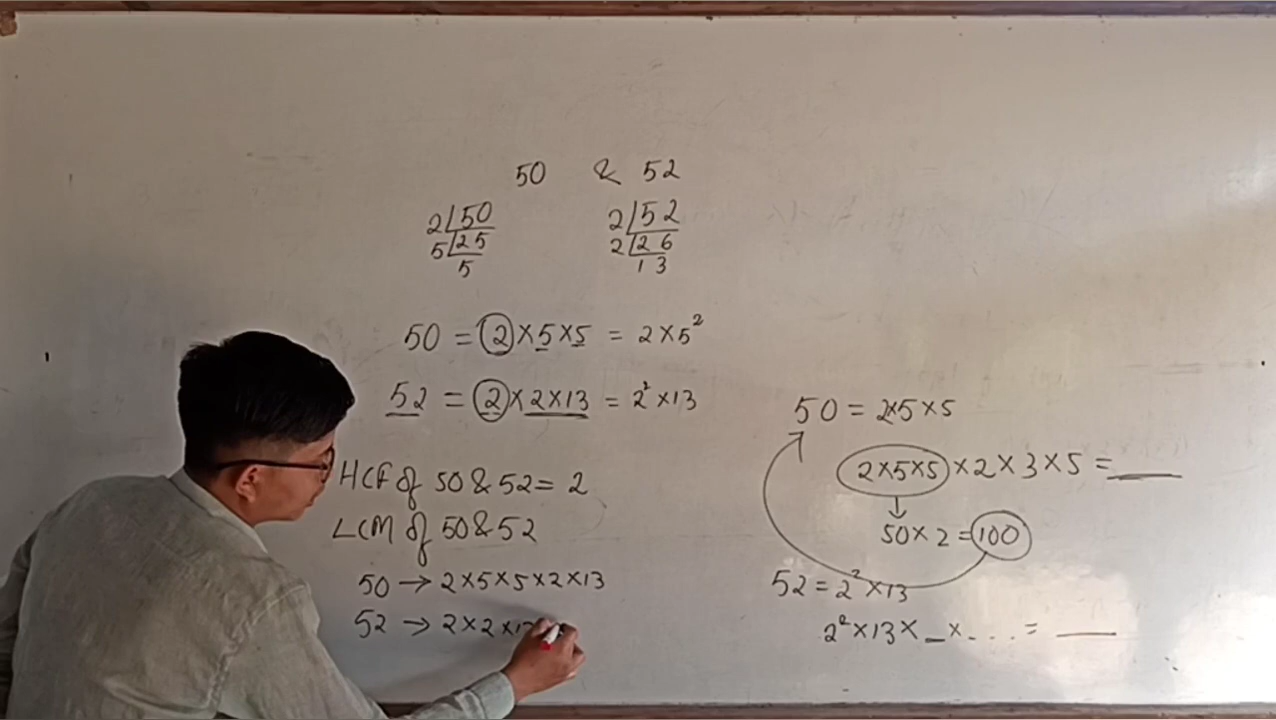 50 & 52
2 50 2 52
5 25 2 26
5 13
50 = 2 × 5 × 5 = 2 × 5²
52 = 2 × 2 × 13 = 2² × 13
HCF of 50 & 52 = 2
LCM of 50 & 52
50 → 2 × 5 × 5 × 2 × 13
52 → 2 × 2 ×
50 = 2×5×5
2×5×5 × 2 × 3 × 5 = ___
↓
50 × 2 = 100
52 = 2² × 13
2² × 13 × _ × . . . . = ___